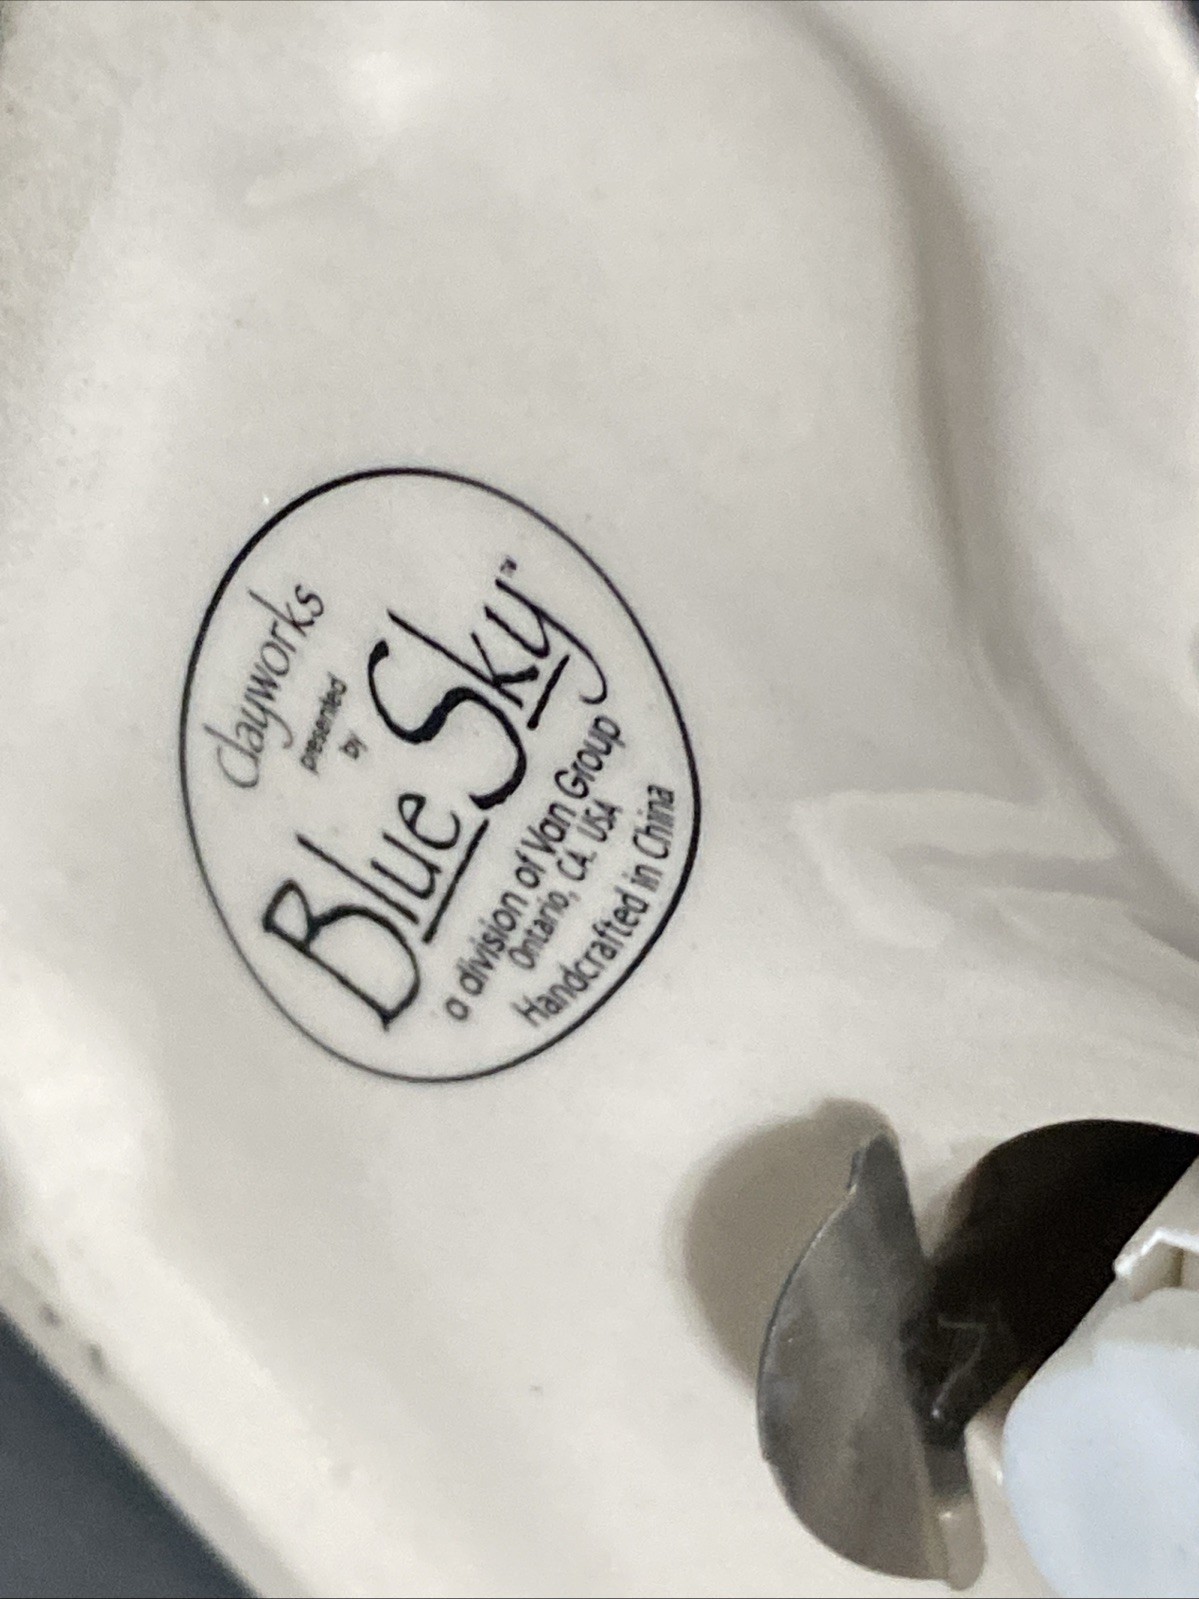 clayworks
presented
by
Blue Sky™
a division of Van Group
Ontario, CA. USA
Handcrafted in China